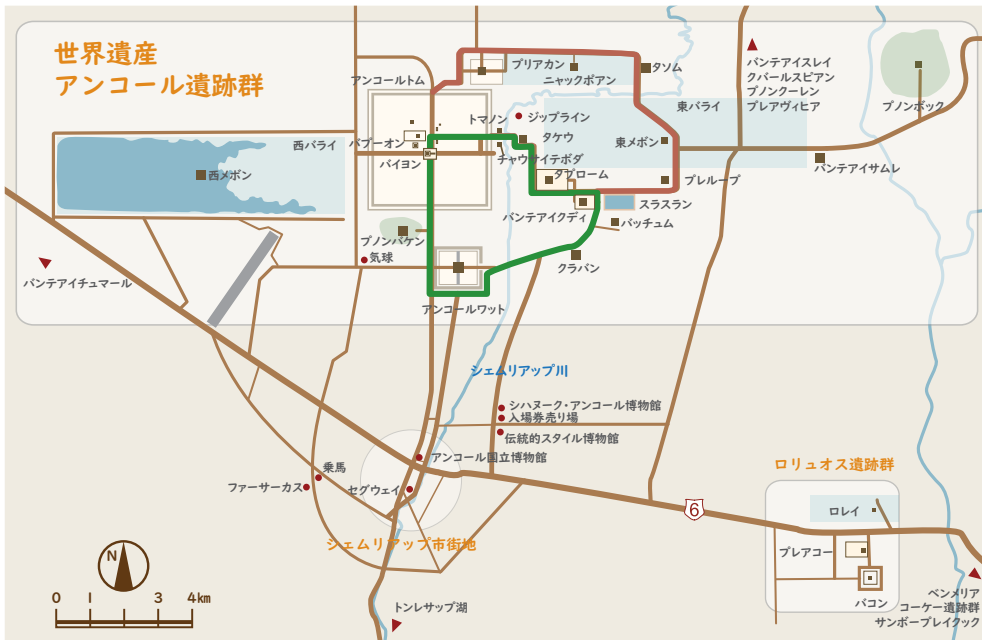 世界遺産
アンコール遺跡群
アンコールトム
プリアカン
ニャックポアン
タソム
バンテアイスレイ
クバールスピアン
プノンクーレン
プレアヴィヒア
プノンボック
西バライ
バプーオン
バイヨン
トマノン
ジップライン
タケウ
チャウサイテボダ
タプローム
東バライ
東メボン
プレループ
バンテアイサムレ
西メボン
バンテアイクディ
スラスラン
バッチュム
プノンバケン
気球
クラバン
バンテアイチュマール
アンコールワット
シェムリアップ川
シハヌーク・アンコール博物館
入場券売り場
伝統的スタイル博物館
アンコール国立博物館
乗馬
ファーサーカス
セグウェイ
シェムリアップ市街地
6
ロリュオス遺跡群
ロレイ
プレアコー
バコン
ベンメリア
コーケー遺跡群
サンボープレイクック
トンレサップ湖
N
0 1 3 4km